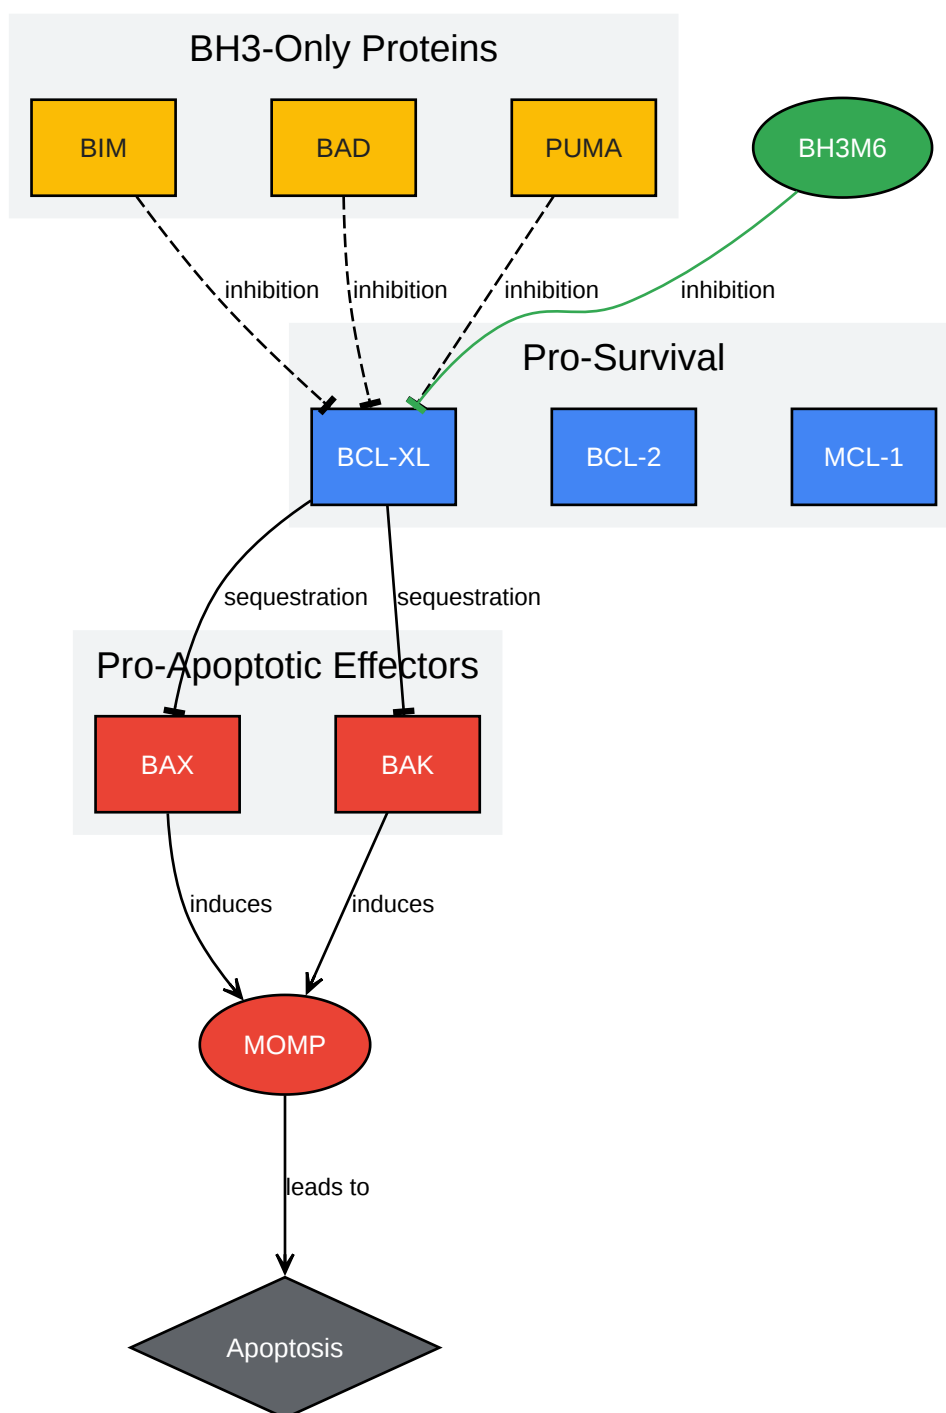 BH3-Only Proteins
BIM
BAD
PUMA
BH3M6
inhibition
inhibition
inhibition
inhibition
Pro-Survival
BCL-XL
BCL-2
MCL-1
sequestration
sequestration
Pro-Apoptotic Effectors
BAX
BAK
induces
induces
MOMP
leads to
Apoptosis